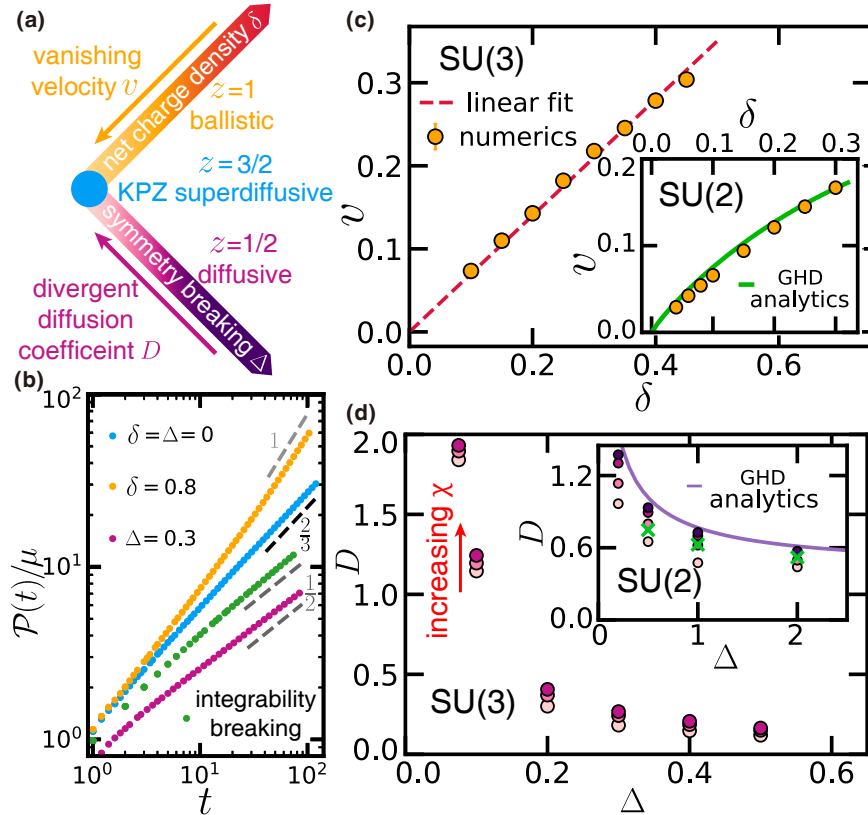 (a)
vanishing
velocity v
net charge density δ
z=1
ballistic
z=3/2
KPZ superdiffusive
symmetry breaking Δ
z=1/2
diffusive
divergent
diffusion
coefficeint D
(b)
10²
10¹
10⁰
P(t)/μ
δ=Δ=0
δ=0.8
Δ=0.3
1
2
3
1
2
integrability
breaking
10⁰ 10¹ 10²
t
(c)
SU(3)
linear fit
numerics
0.3
0.2
0.1
0.0
v
0.0 0.2 0.4 0.6
δ
δ
0.0 0.1 0.2 0.3
0.2
0.1
0.0
v
SU(2)
GHD
analytics
(d)
2.0
1.5
1.0
0.5
0.0
D
increasing χ
SU(3)
0.0 0.2 0.4 0.6
Δ
1.2
0.6
0.0
D
GHD
analytics
SU(2)
0 1 2
Δ